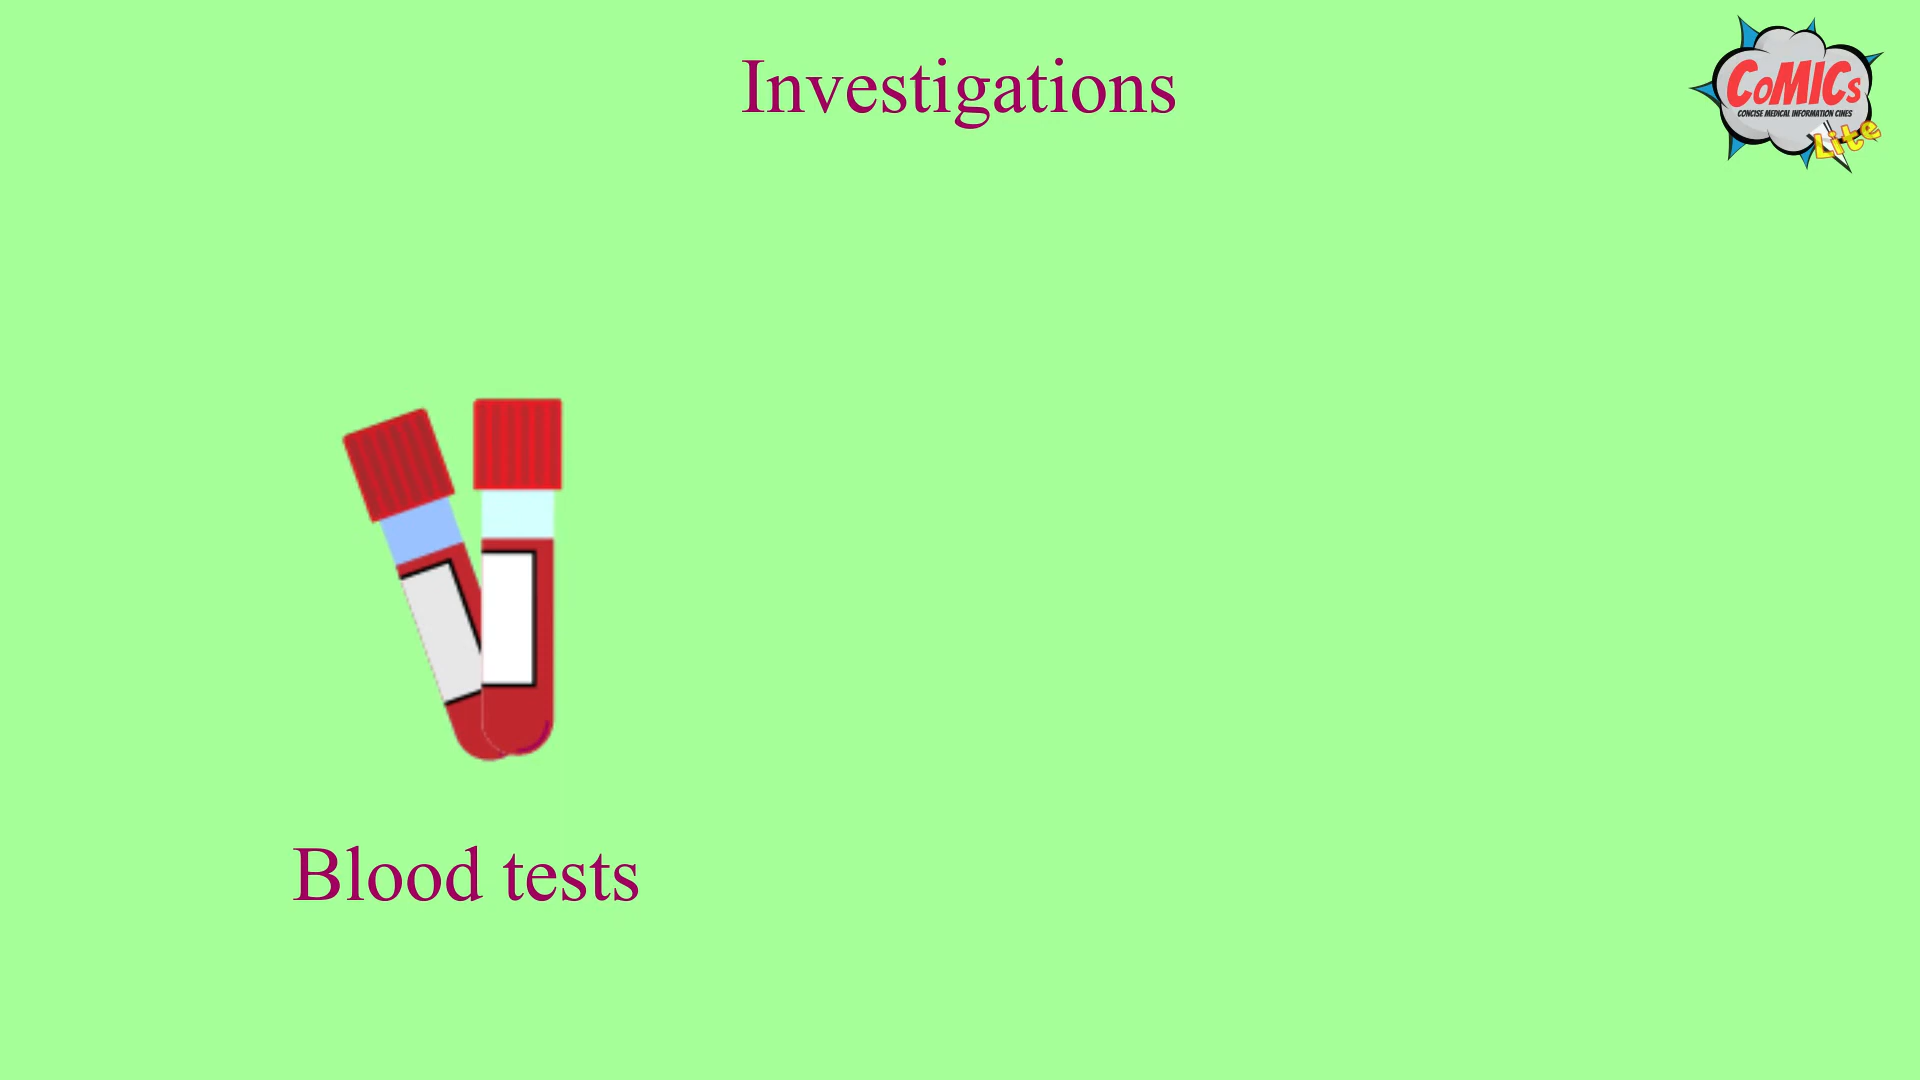 Investigations
CoMICs
CONCISE MEDICAL INFORMATION CINES
Lite
Blood tests